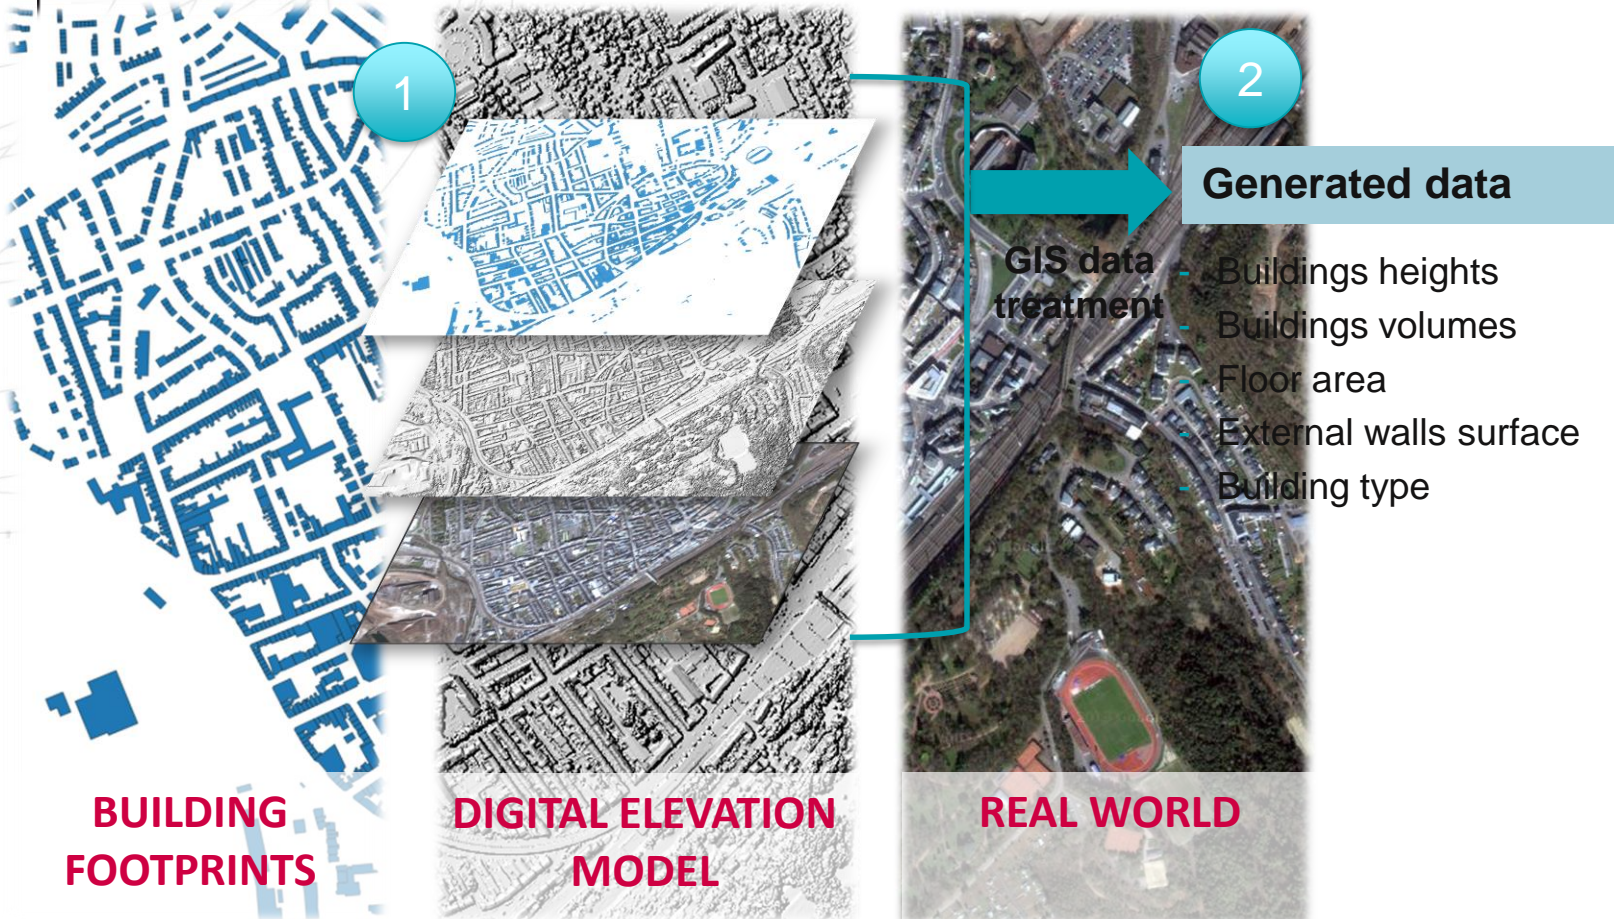 1
2
Generated data
GIS data
treatment
- Buildings heights
- Buildings volumes
- Floor area
- External walls surface
- Building type
BUILDING
FOOTPRINTS
DIGITAL ELEVATION
MODEL
REAL WORLD